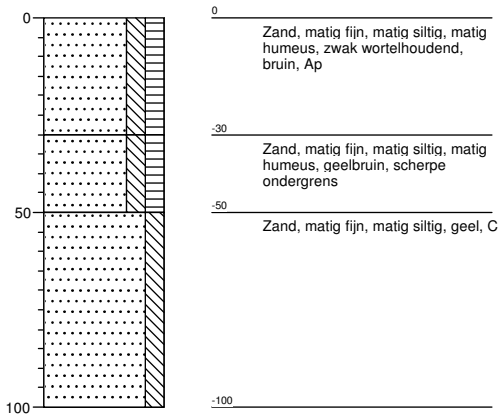 0
0
Zand, matig fijn, matig siltig, matig
humeus, zwak wortelhoudend,
bruin, Ap
-30
Zand, matig fijn, matig siltig, matig
humeus, geelbruin, scherpe
ondergrens
50
-50
Zand, matig fijn, matig siltig, geel, C
100
-100